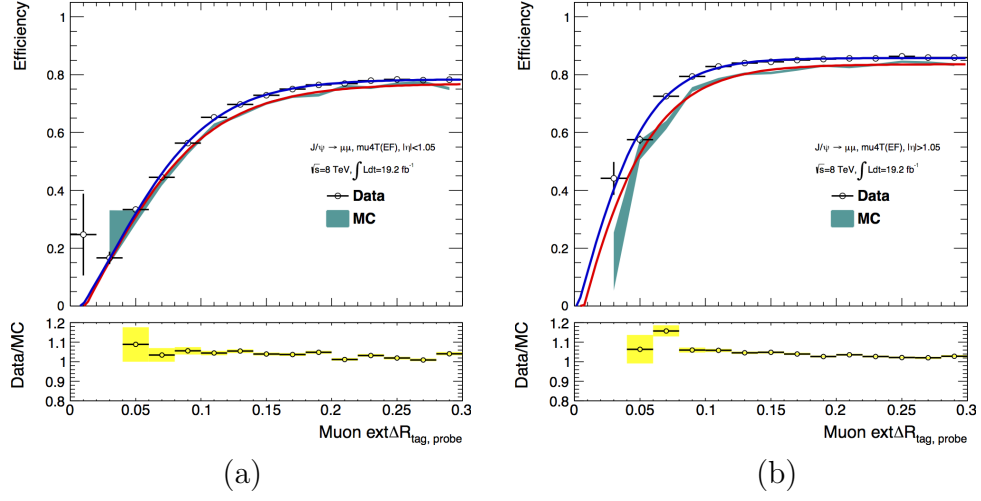 Efficiency
1
0.8
0.6
0.4
0.2
0
J/ψ → μμ, mu4T(EF), |η|<1.05
√s=8 TeV, ∫ Ldt=19.2 fb⁻¹
Data
MC
Data/MC
1.2
1.1
1
0.9
0.8
0 0.05 0.1 0.15 0.2 0.25 0.3
Muon extΔR tag, probe
(a)
Efficiency
1
0.8
0.6
0.4
0.2
0
J/ψ → μμ, mu4T(EF), |η|>1.05
√s=8 TeV, ∫ Ldt=19.2 fb⁻¹
Data
MC
Data/MC
1.2
1.1
1
0.9
0.8
0 0.05 0.1 0.15 0.2 0.25 0.3
Muon extΔR tag, probe
(b)